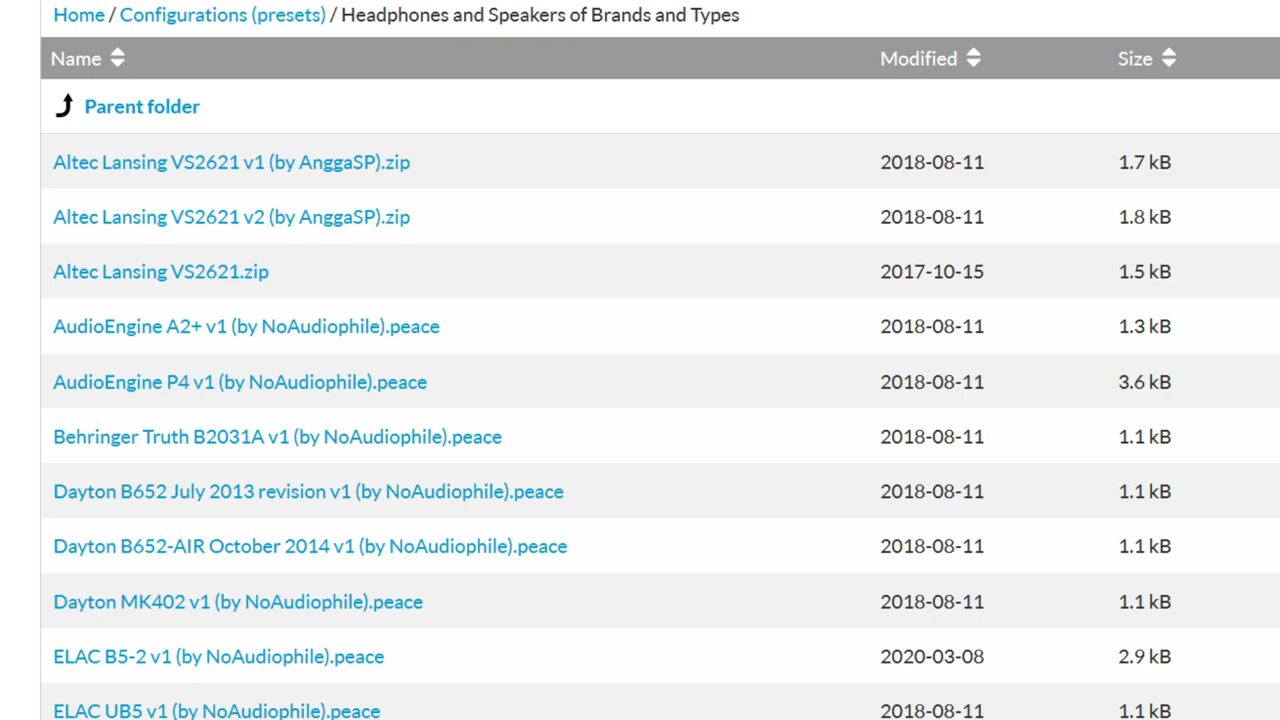 Home / Configurations (presets) / Headphones and Speakers of Brands and Types
Name Modified Size
Parent folder
Altec Lansing VS2621 v1 (by AnggaSP).zip 2018-08-11 1.7 kB
Altec Lansing VS2621 v2 (by AnggaSP).zip 2018-08-11 1.8 kB
Altec Lansing VS2621.zip 2017-10-15 1.5 kB
AudioEngine A2+ v1 (by NoAudiophile).peace 2018-08-11 1.3 kB
AudioEngine P4 v1 (by NoAudiophile).peace 2018-08-11 3.6 kB
Behringer Truth B2031A v1 (by NoAudiophile).peace 2018-08-11 1.1 kB
Dayton B652 July 2013 revision v1 (by NoAudiophile).peace 2018-08-11 1.1 kB
Dayton B652-AIR October 2014 v1 (by NoAudiophile).peace 2018-08-11 1.1 kB
Dayton MK402 v1 (by NoAudiophile).peace 2018-08-11 1.1 kB
ELAC B5-2 v1 (by NoAudiophile).peace 2020-03-08 2.9 kB
ELAC UB5 v1 (by NoAudiophile).peace 2018-08-11 1.1 kB